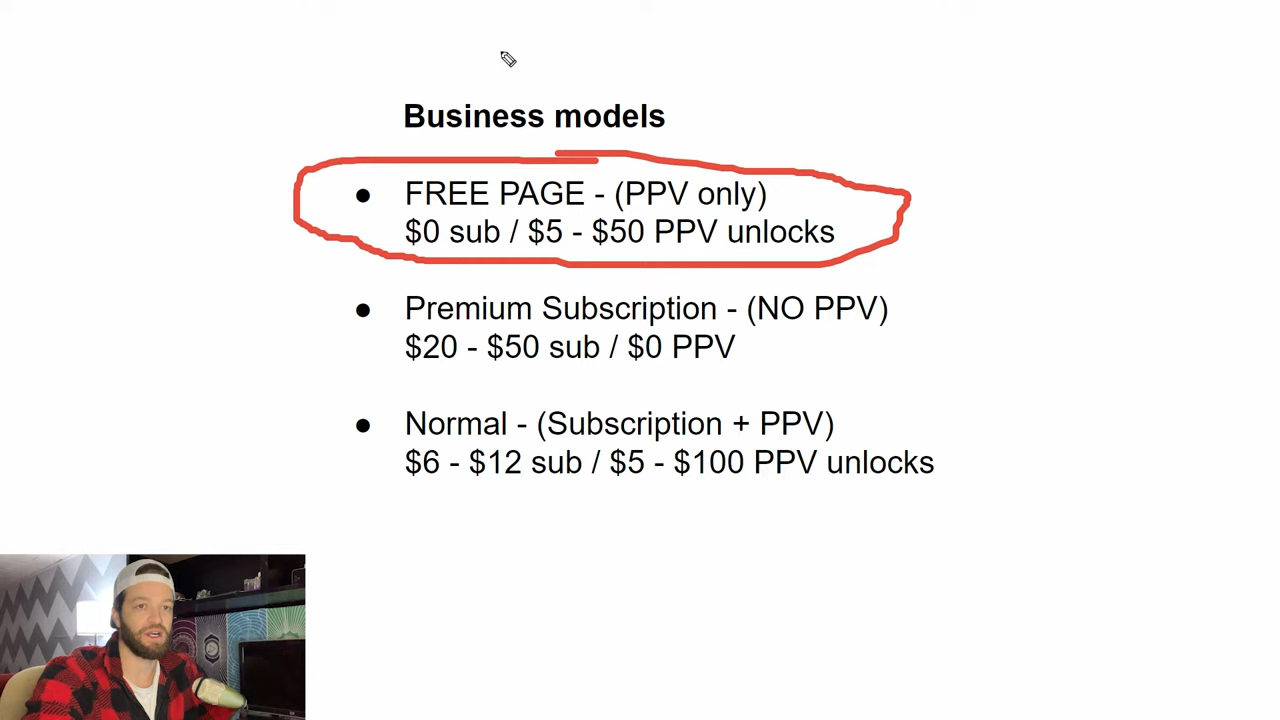 Business models
● FREE PAGE - (PPV only)
$0 sub / $5 - $50 PPV unlocks
● Premium Subscription - (NO PPV)
$20 - $50 sub / $0 PPV
● Normal - (Subscription + PPV)
$6 - $12 sub / $5 - $100 PPV unlocks